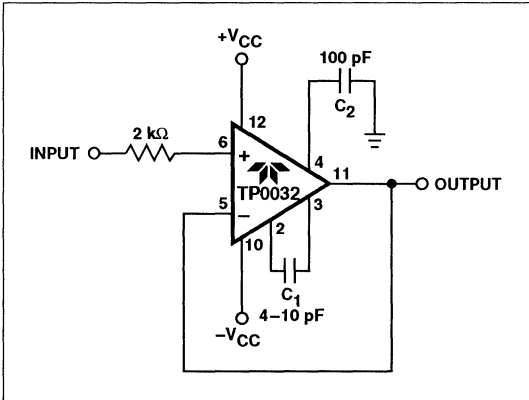 +VCC
100 pF
C2
12
2 kΩ
6
4
INPUT
+
11
OUTPUT
TP0032
5
−
3
2
10
C1
4–10 pF
−VCC